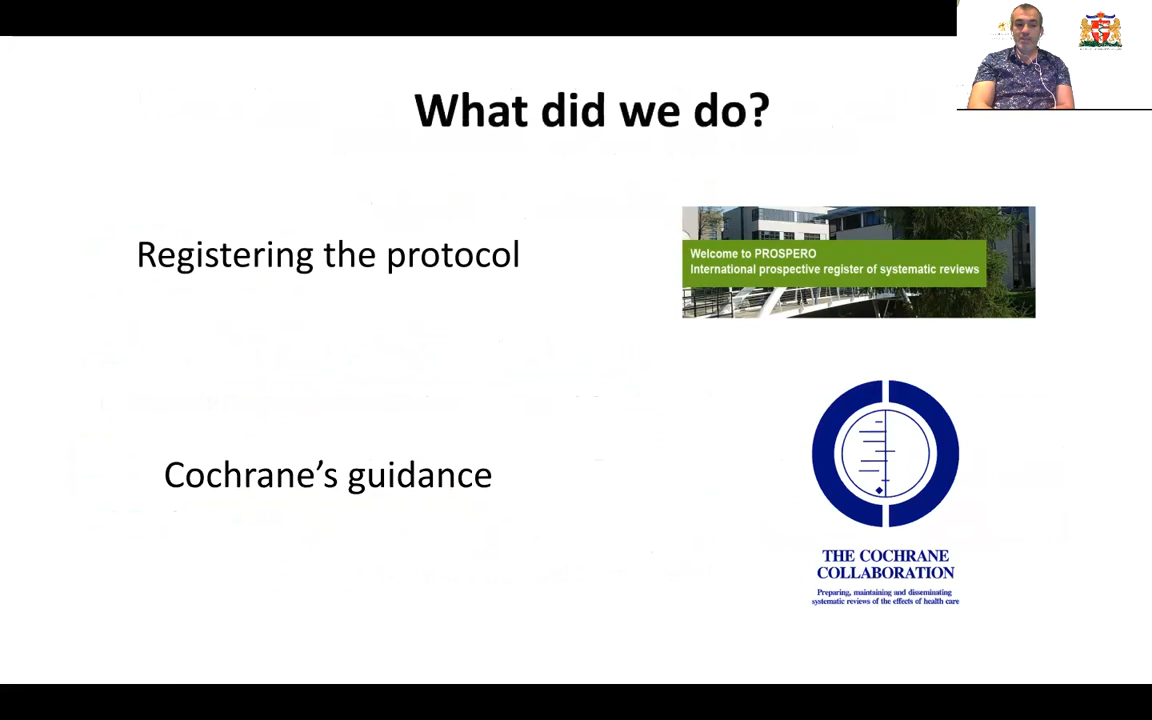 What did we do?
Registering the protocol
Welcome to PROSPERO
International prospective register of systematic reviews
Cochrane’s guidance
THE COCHRANE
COLLABORATION
Preparing, maintaining and disseminating
systematic reviews of the effects of health care